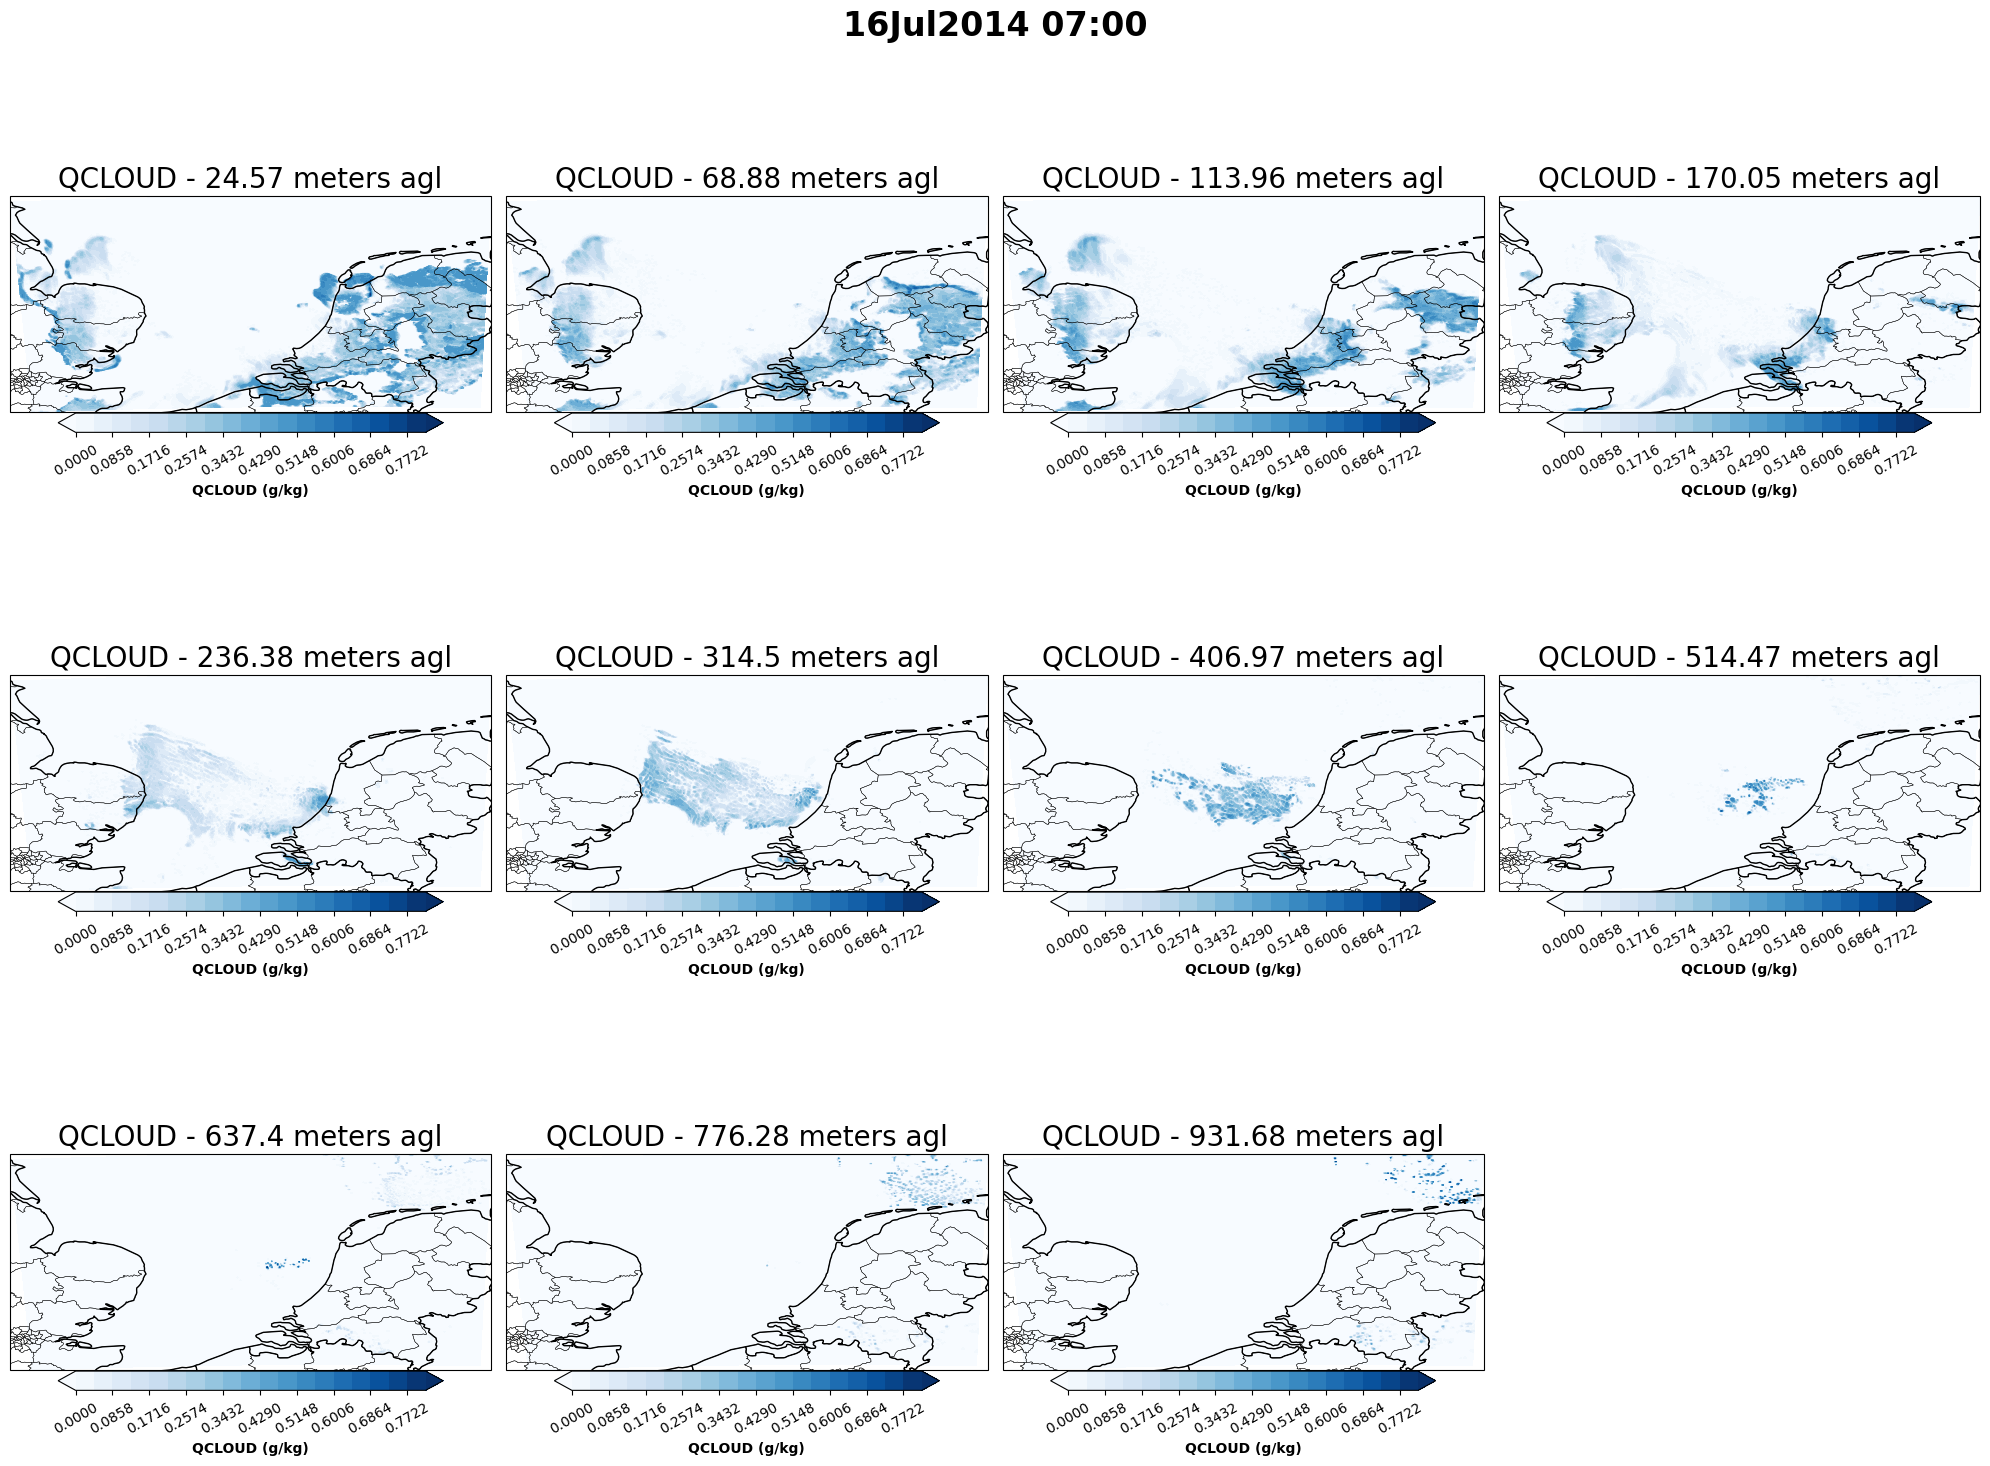 16Jul2014 07:00
QCLOUD - 24.57 meters agl
QCLOUD - 68.88 meters agl
QCLOUD - 113.96 meters agl
QCLOUD - 170.05 meters agl
0.0000 0.0858 0.1716 0.2574 0.3432 0.4290 0.5148 0.6006 0.6864 0.7722
0.0000 0.0858 0.1716 0.2574 0.3432 0.4290 0.5148 0.6006 0.6864 0.7722
0.0000 0.0858 0.1716 0.2574 0.3432 0.4290 0.5148 0.6006 0.6864 0.7722
0.0000 0.0858 0.1716 0.2574 0.3432 0.4290 0.5148 0.6006 0.6864 0.7722
QCLOUD (g/kg)
QCLOUD (g/kg)
QCLOUD (g/kg)
QCLOUD (g/kg)
QCLOUD - 236.38 meters agl
QCLOUD - 314.5 meters agl
QCLOUD - 406.97 meters agl
QCLOUD - 514.47 meters agl
0.0000 0.0858 0.1716 0.2574 0.3432 0.4290 0.5148 0.6006 0.6864 0.7722
0.0000 0.0858 0.1716 0.2574 0.3432 0.4290 0.5148 0.6006 0.6864 0.7722
0.0000 0.0858 0.1716 0.2574 0.3432 0.4290 0.5148 0.6006 0.6864 0.7722
0.0000 0.0858 0.1716 0.2574 0.3432 0.4290 0.5148 0.6006 0.6864 0.7722
QCLOUD (g/kg)
QCLOUD (g/kg)
QCLOUD (g/kg)
QCLOUD (g/kg)
QCLOUD - 637.4 meters agl
QCLOUD - 776.28 meters agl
QCLOUD - 931.68 meters agl
0.0000 0.0858 0.1716 0.2574 0.3432 0.4290 0.5148 0.6006 0.6864 0.7722
0.0000 0.0858 0.1716 0.2574 0.3432 0.4290 0.5148 0.6006 0.6864 0.7722
0.0000 0.0858 0.1716 0.2574 0.3432 0.4290 0.5148 0.6006 0.6864 0.7722
QCLOUD (g/kg)
QCLOUD (g/kg)
QCLOUD (g/kg)